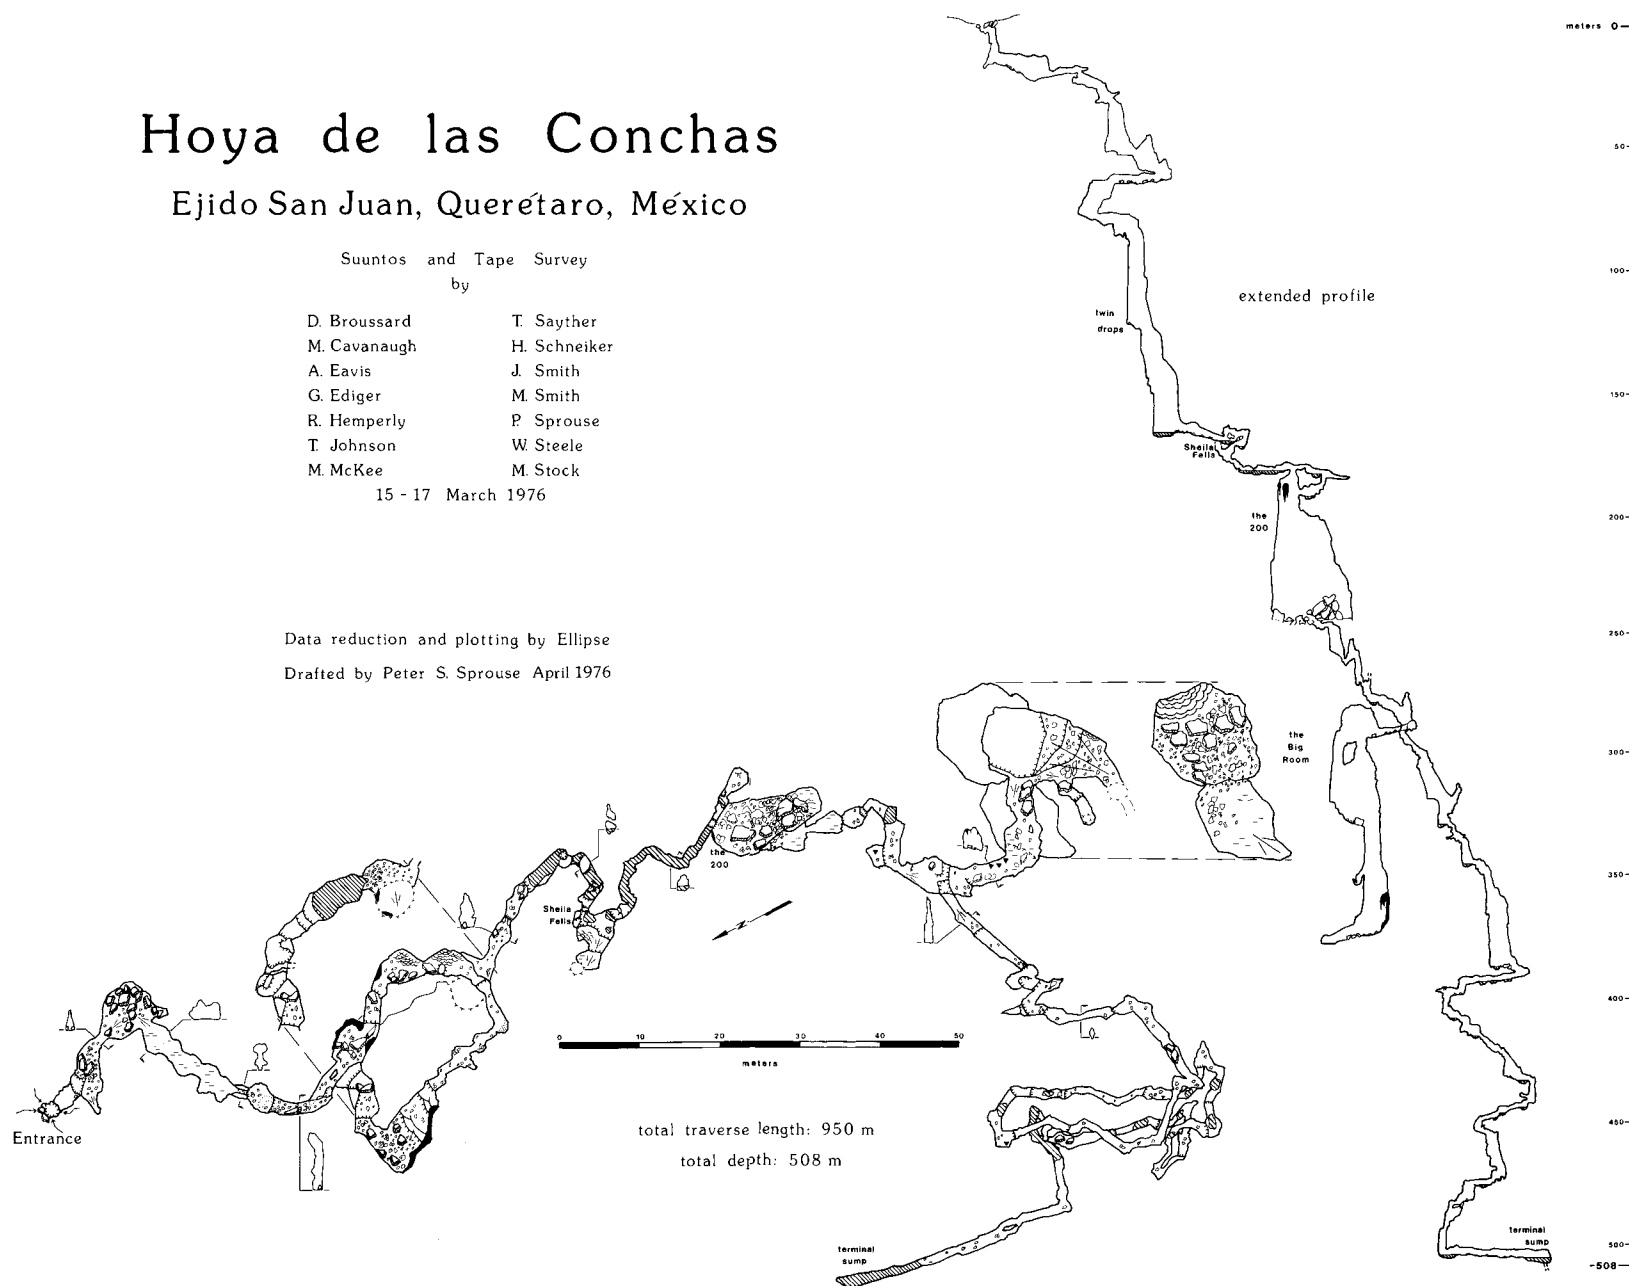 Hoya de las Conchas
Ejido San Juan, Querétaro, México
Suuntos and Tape Survey
by
D. Broussard
M. Cavanaugh
A. Eavis
G. Ediger
R. Hemperly
T. Johnson
M. McKee
T. Sayther
H. Schneiker
J. Smith
M. Smith
P. Sprouse
W. Steele
M. Stock
15 - 17 March 1976
Data reduction and plotting by Ellipse
Drafted by Peter S. Sprouse April 1976
extended profile
twin
drops
Sheila
Fells
the
200
the
Big
Room
terminal
sump
meters 0
50
100
150
200
250
300
350
400
450
500
-508
Entrance
Sheila
Fells
the
200
N
0 10 20 30 40 50
meters
total traverse length: 950 m
total depth: 508 m
terminal
sump